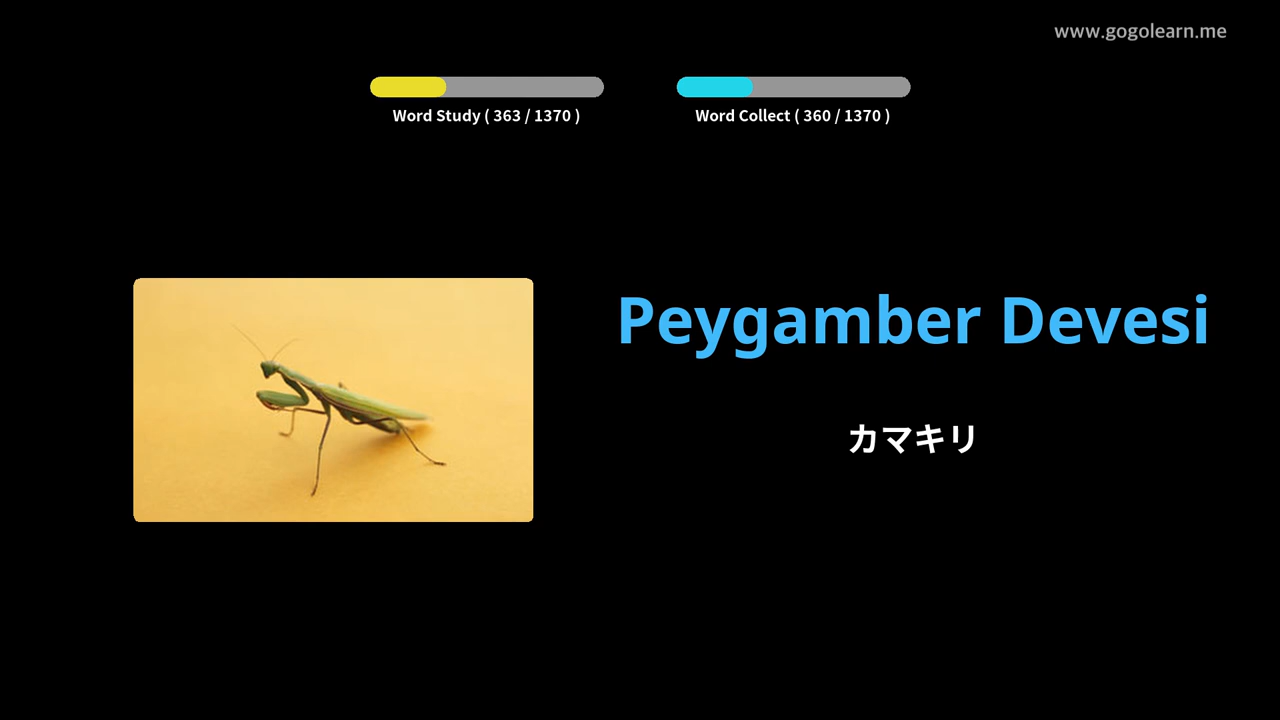 www.gogolearn.me
Word Study ( 363 / 1370 )
Word Collect ( 360 / 1370 )
Peygamber Devesi
カマキリ